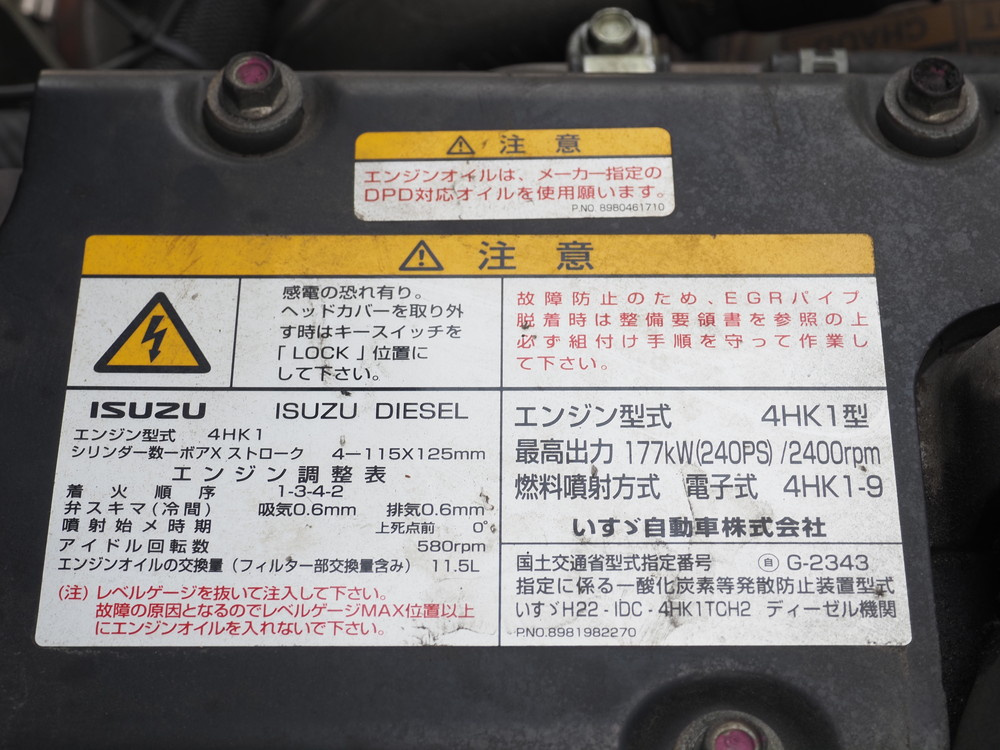 注意
エンジンオイルは、メーカー指定の
DPD対応オイルを使用願います。
P.NO. 8980461710
注意
感電の恐れ有り。
ヘッドカバーを取り外
す時はキースイッチを
「LOCK」位置に
して下さい。
故障防止のため、EGRパイプ
脱着時は整備要領書を参照の上
必ず組付け手順を守って作業し
て下さい。
ISUZU ISUZU DIESEL
エンジン型式 4HK1
シリンダー数ーボアX ストローク 4ー115X125mm
エンジン調整表
着火順序 1-3-4-2
弁スキマ(冷間) 吸気0.6mm 排気0.6mm
噴射始メ時期 上死点前 0°
アイドル回転数 580rpm
エンジンオイルの交換量(フィルター部交換量含み) 11.5L
(注)レベルゲージを抜いて注入して下さい。
故障の原因となるのでレベルゲージMAX位置以上
にエンジンオイルを入れないで下さい。
エンジン型式 4HK1型
最高出力 177kW(240PS)/2400rpm
燃料噴射方式 電子式 4HK1-9
いすゞ自動車株式会社
国土交通省型式指定番号 自 G-2343
指定に係る一酸化炭素等発散防止装置型式
いすゞH22-IDC-4HK1TCH2 ディーゼル機関
PNO.8981982270